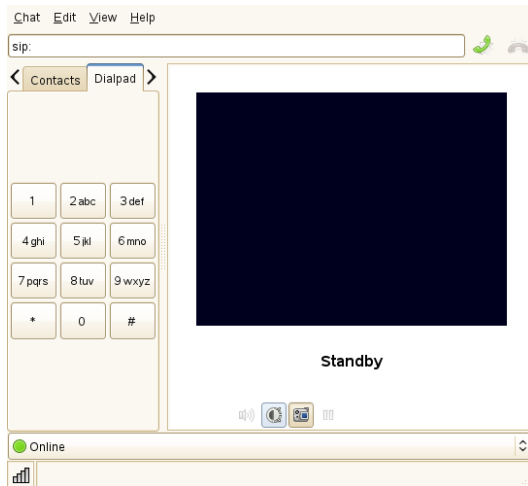 Chat Edit View Help
sip:
Contacts Dialpad
1 2abc 3def
4ghi 5jkl 6mno
7pqrs 8tuv 9wxyz
* 0 #
Standby
Online